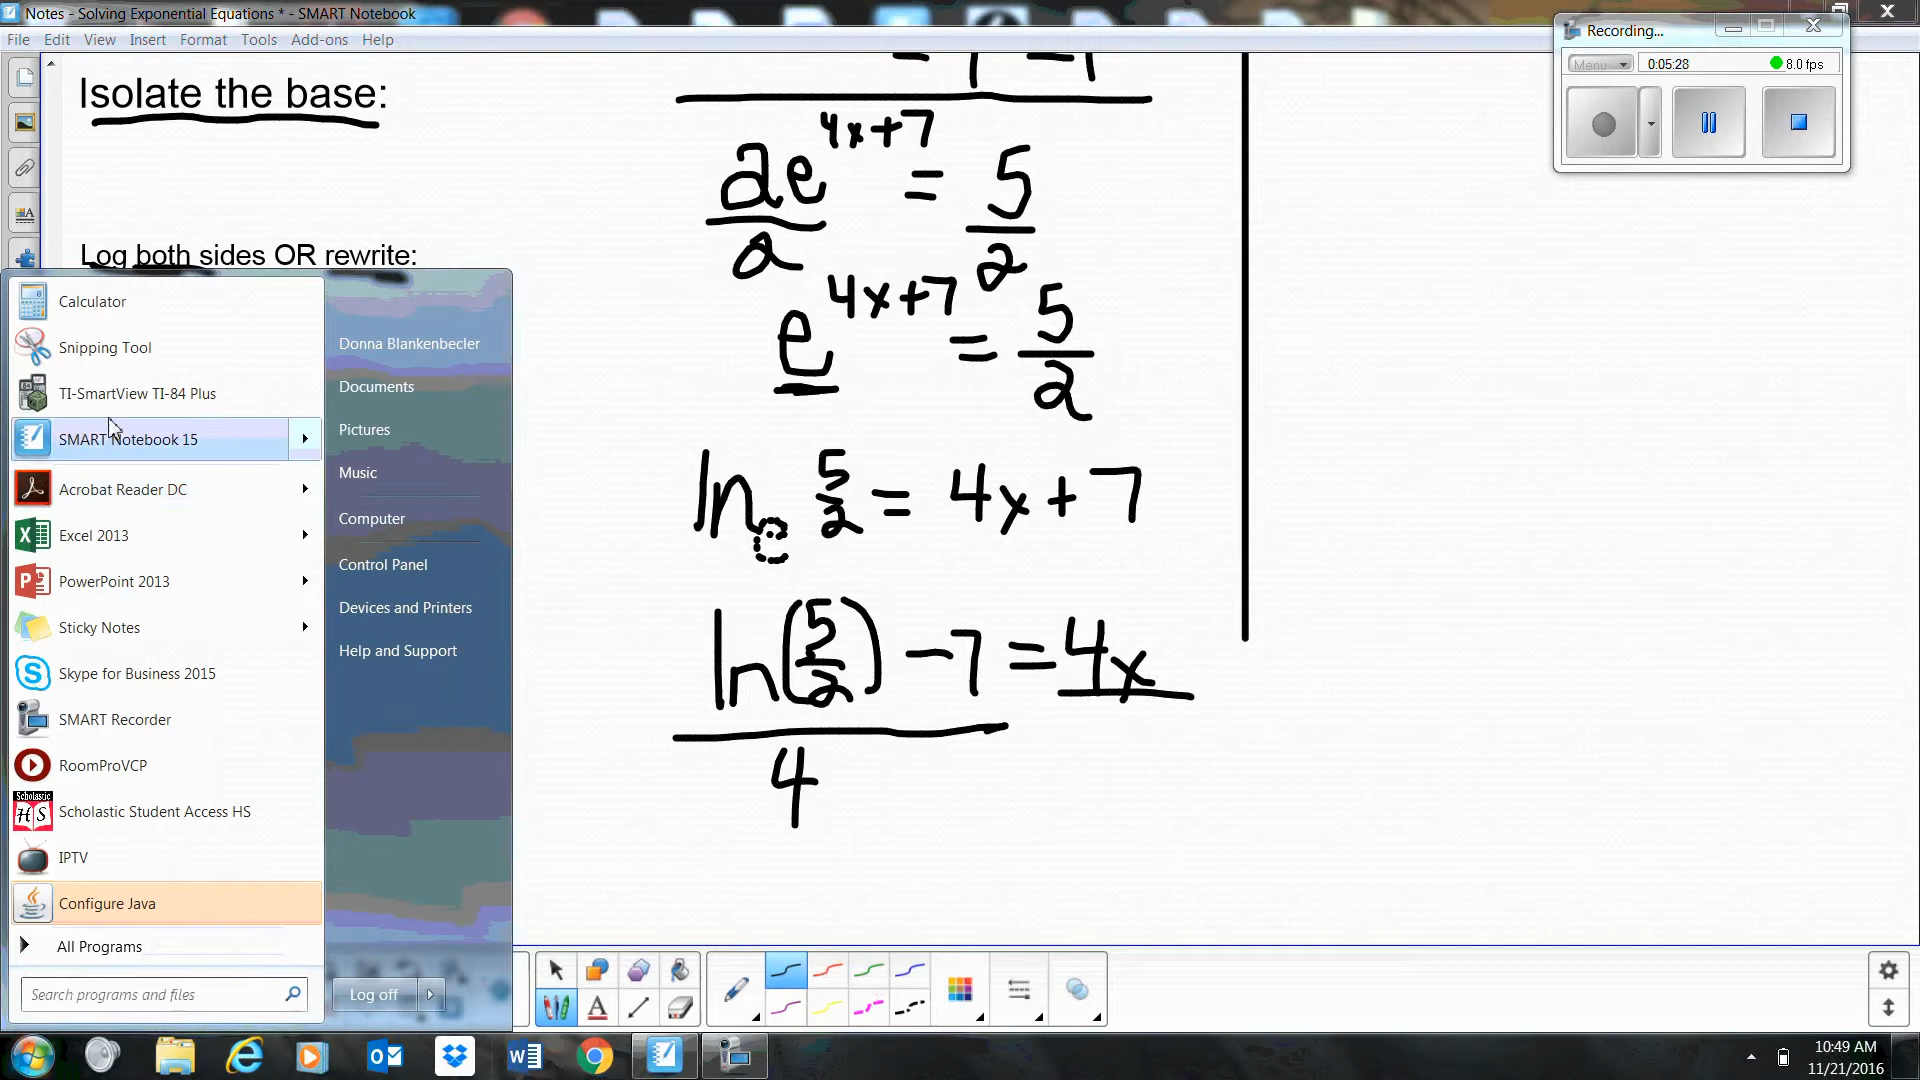 Notes - Solving Exponential Equations * - SMART Notebook
File Edit View Insert Format Tools Add-ons Help
Recording...
Menu 0:05:28 8.0 fps
Isolate the base:
Log both sides OR rewrite:
2e^{4x+7} = 5
2 2
e^{4x+7} = 5/2
ln_e 5/2 = 4x+7
ln(5/2) - 7 = 4x
4
Calculator
Snipping Tool
TI-SmartView TI-84 Plus
SMART Notebook 15
Acrobat Reader DC
Excel 2013
PowerPoint 2013
Sticky Notes
Skype for Business 2015
SMART Recorder
RoomProVCP
Scholastic Student Access HS
IPTV
Configure Java
All Programs
Search programs and files
Donna Blankenbecler
Documents
Pictures
Music
Computer
Control Panel
Devices and Printers
Help and Support
Log off
10:49 AM
11/21/2016